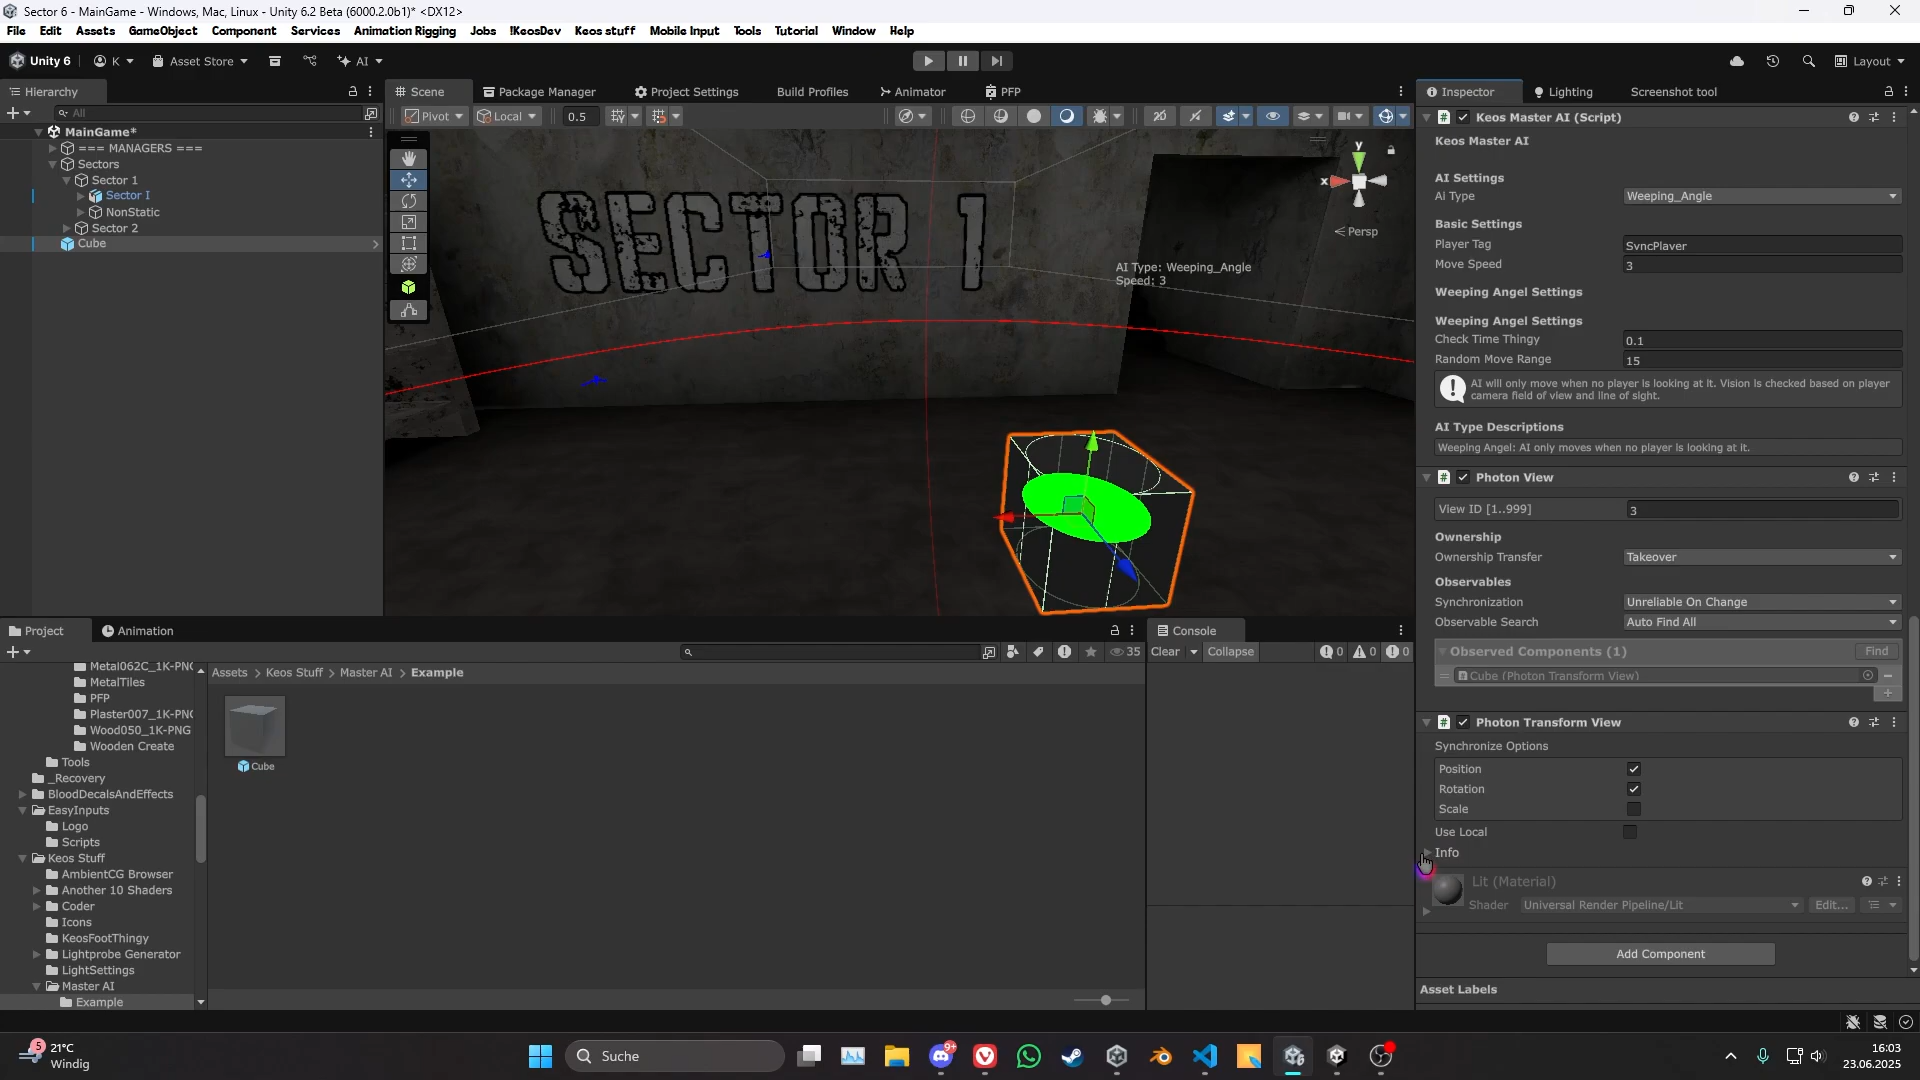 Sector 6 - MainGame - Windows, Mac, Linux - Unity 6.2 Beta (6000.2.0b1)* <DX12>
File Edit Assets GameObject Component Services Animation Rigging Jobs !KeosDev Keos stuff Mobile Input Tools Tutorial Window Help
Unity 6 K Asset Store AI Layout
Hierarchy
All
MainGame*
=== MANAGERS ===
Sectors
Sector 1
Sector I
NonStatic
Sector 2
Cube
Scene Package Manager Project Settings Build Profiles Animator PFP
Pivot Local 0.5 2D
SECTOR 1
y
x
Persp
AI Type: Weeping_Angle
Speed: 3
Inspector Lighting Screenshot tool
# Keos Master AI (Script)
Keos Master AI
AI Settings
AI Type Weeping_Angle
Basic Settings
Player Tag SyncPlayer
Move Speed 3
Weeping Angel Settings
Weeping Angel Settings
Check Time Thingy 0.1
Random Move Range 15
AI will only move when no player is looking at it. Vision is checked based on player
camera field of view and line of sight.
AI Type Descriptions
Weeping Angel: AI only moves when no player is looking at it.
# Photon View
View ID [1..999] 3
Ownership
Ownership Transfer Takeover
Observables
Synchronization Unreliable On Change
Observable Search Auto Find All
Observed Components (1) Find
Cube (Photon Transform View)
# Photon Transform View
Synchronize Options
Position
Rotation
Scale
Use Local
Info
Lit (Material)
Shader Universal Render Pipeline/Lit Edit...
Add Component
Asset Labels
Project Animation
35
Metal062C_1K-PNG
MetalTiles
PFP
Plaster007_1K-PNG
Wood050_1K-PNG
Wooden Create
Tools
_Recovery
BloodDecalsAndEffects
EasyInputs
Logo
Scripts
Keos Stuff
AmbientCG Browser
Another 10 Shaders
Coder
Icons
KeosFootThingy
Lightprobe Generator
LightSettings
Master AI
Example
Assets > Keos Stuff > Master AI > Example
Cube
Console
Clear Collapse 0 0 0
5
21°C
Windig
Suche
9+
16:03
23.06.2025